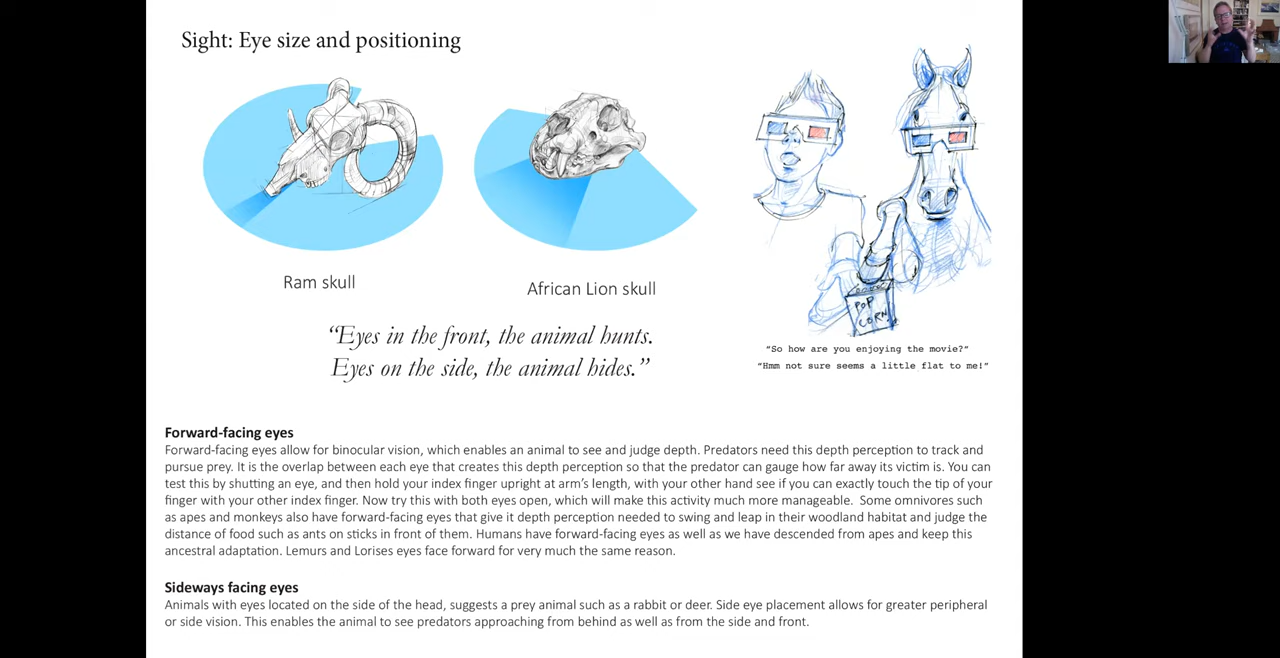 Sight: Eye size and positioning
Ram skull
African Lion skull
“Eyes in the front, the animal hunts.
Eyes on the side, the animal hides.”
POP
CORN
“So how are you enjoying the movie?”
“Hmm not sure seems a little flat to me!”
Forward-facing eyes
Forward-facing eyes allow for binocular vision, which enables an animal to see and judge depth. Predators need this depth perception to track and
pursue prey. It is the overlap between each eye that creates this depth perception so that the predator can gauge how far away its victim is. You can
test this by shutting an eye, and then hold your index finger upright at arm’s length, with your other hand see if you can exactly touch the tip of your
finger with your other index finger. Now try this with both eyes open, which will make this activity much more manageable. Some omnivores such
as apes and monkeys also have forward-facing eyes that give it depth perception needed to swing and leap in their woodland habitat and judge the
distance of food such as ants on sticks in front of them. Humans have forward-facing eyes as well as we have descended from apes and keep this
ancestral adaptation. Lemurs and Lorises eyes face forward for very much the same reason.
Sideways facing eyes
Animals with eyes located on the side of the head, suggests a prey animal such as a rabbit or deer. Side eye placement allows for greater peripheral
or side vision. This enables the animal to see predators approaching from behind as well as from the side and front.